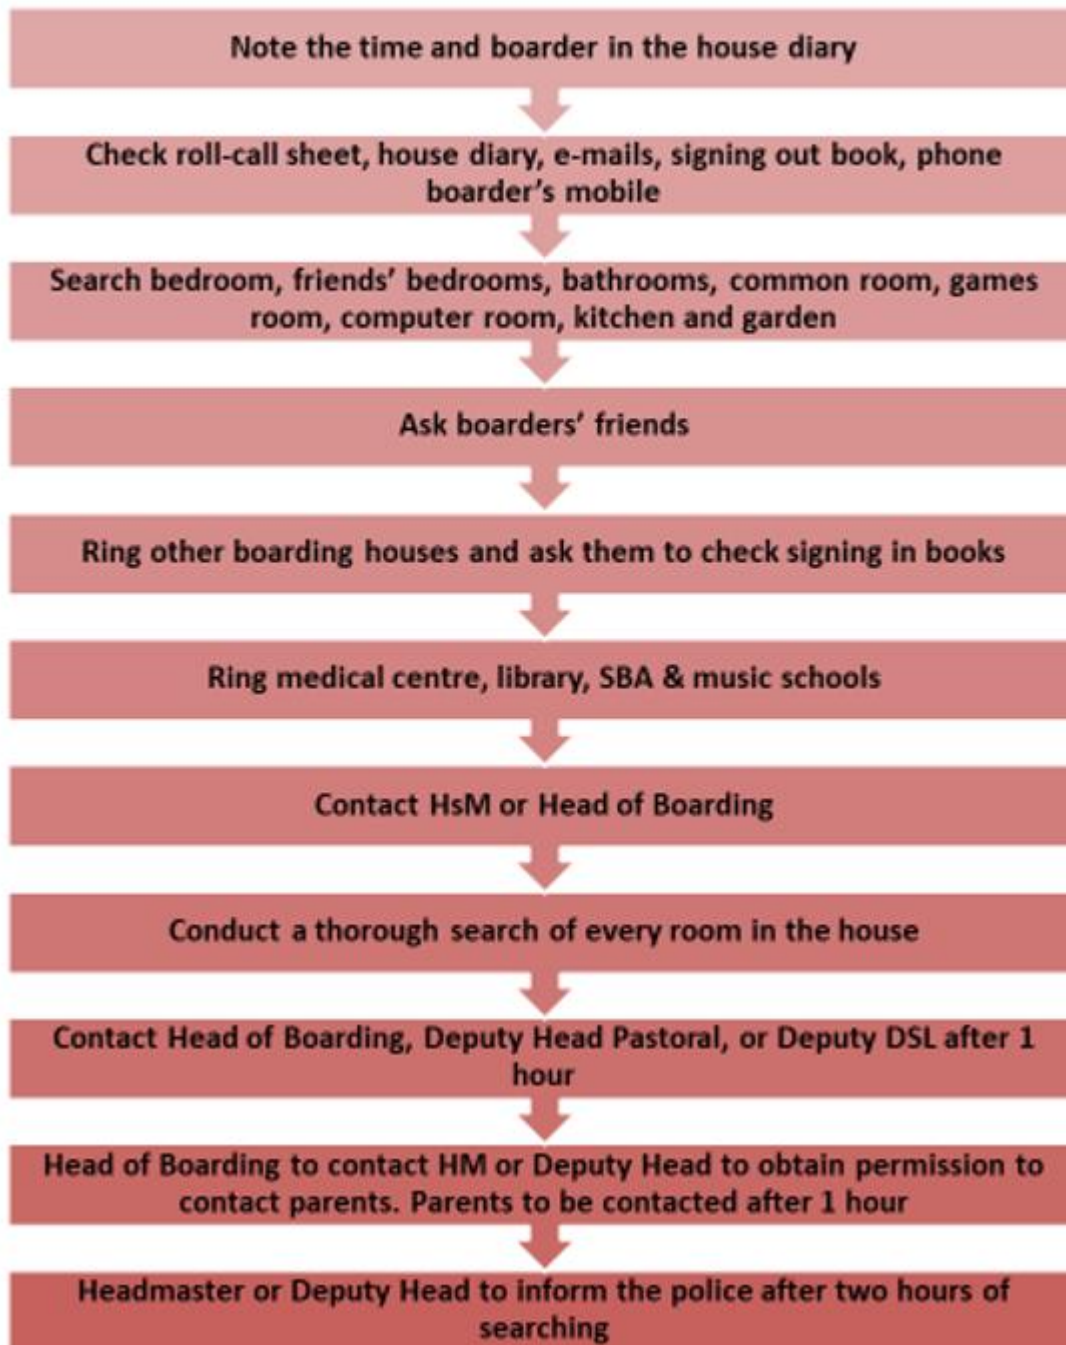 Note the time and boarder in the house diary
Check roll-call sheet, house diary, e-mails, signing out book, phone
boarder’s mobile
Search bedroom, friends’ bedrooms, bathrooms, common room, games
room, computer room, kitchen and garden
Ask boarders’ friends
Ring other boarding houses and ask them to check signing in books
Ring medical centre, library, SBA & music schools
Contact HsM or Head of Boarding
Conduct a thorough search of every room in the house
Contact Head of Boarding, Deputy Head Pastoral, or Deputy DSL after 1
hour
Head of Boarding to contact HM or Deputy Head to obtain permission to
contact parents. Parents to be contacted after 1 hour
Headmaster or Deputy Head to inform the police after two hours of
searching